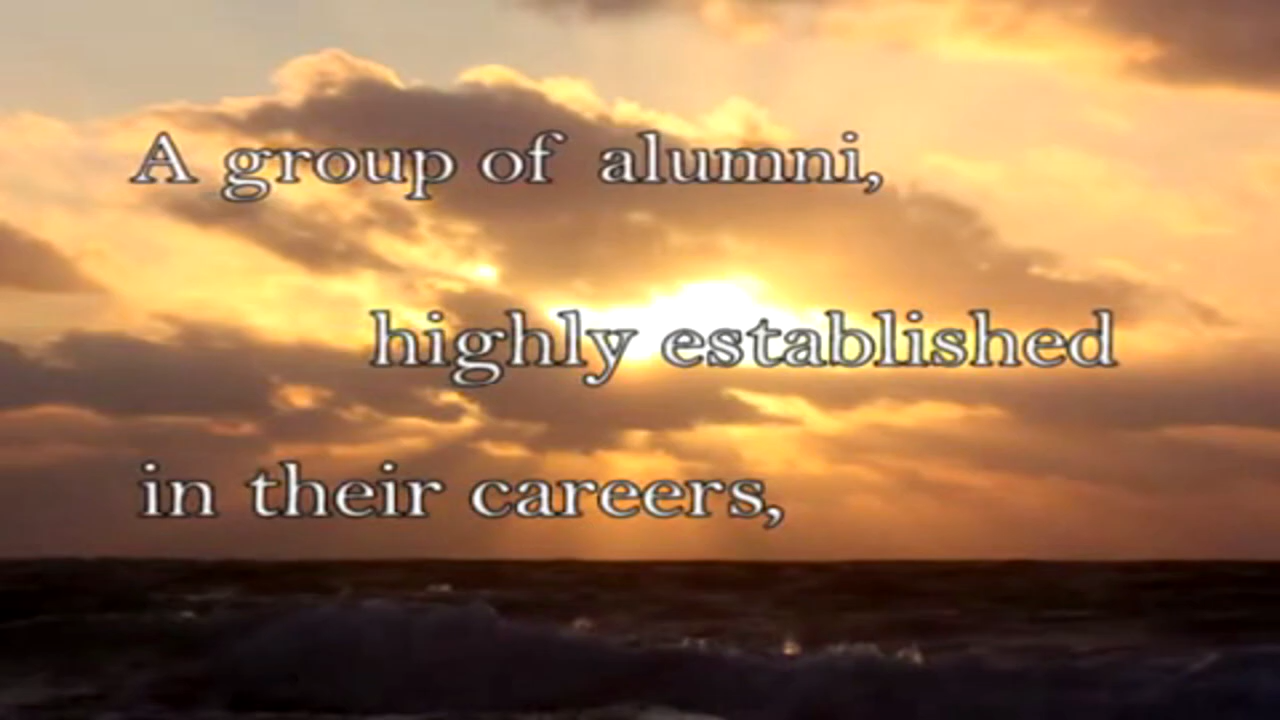 A group of alumni,
highly established
in their careers,